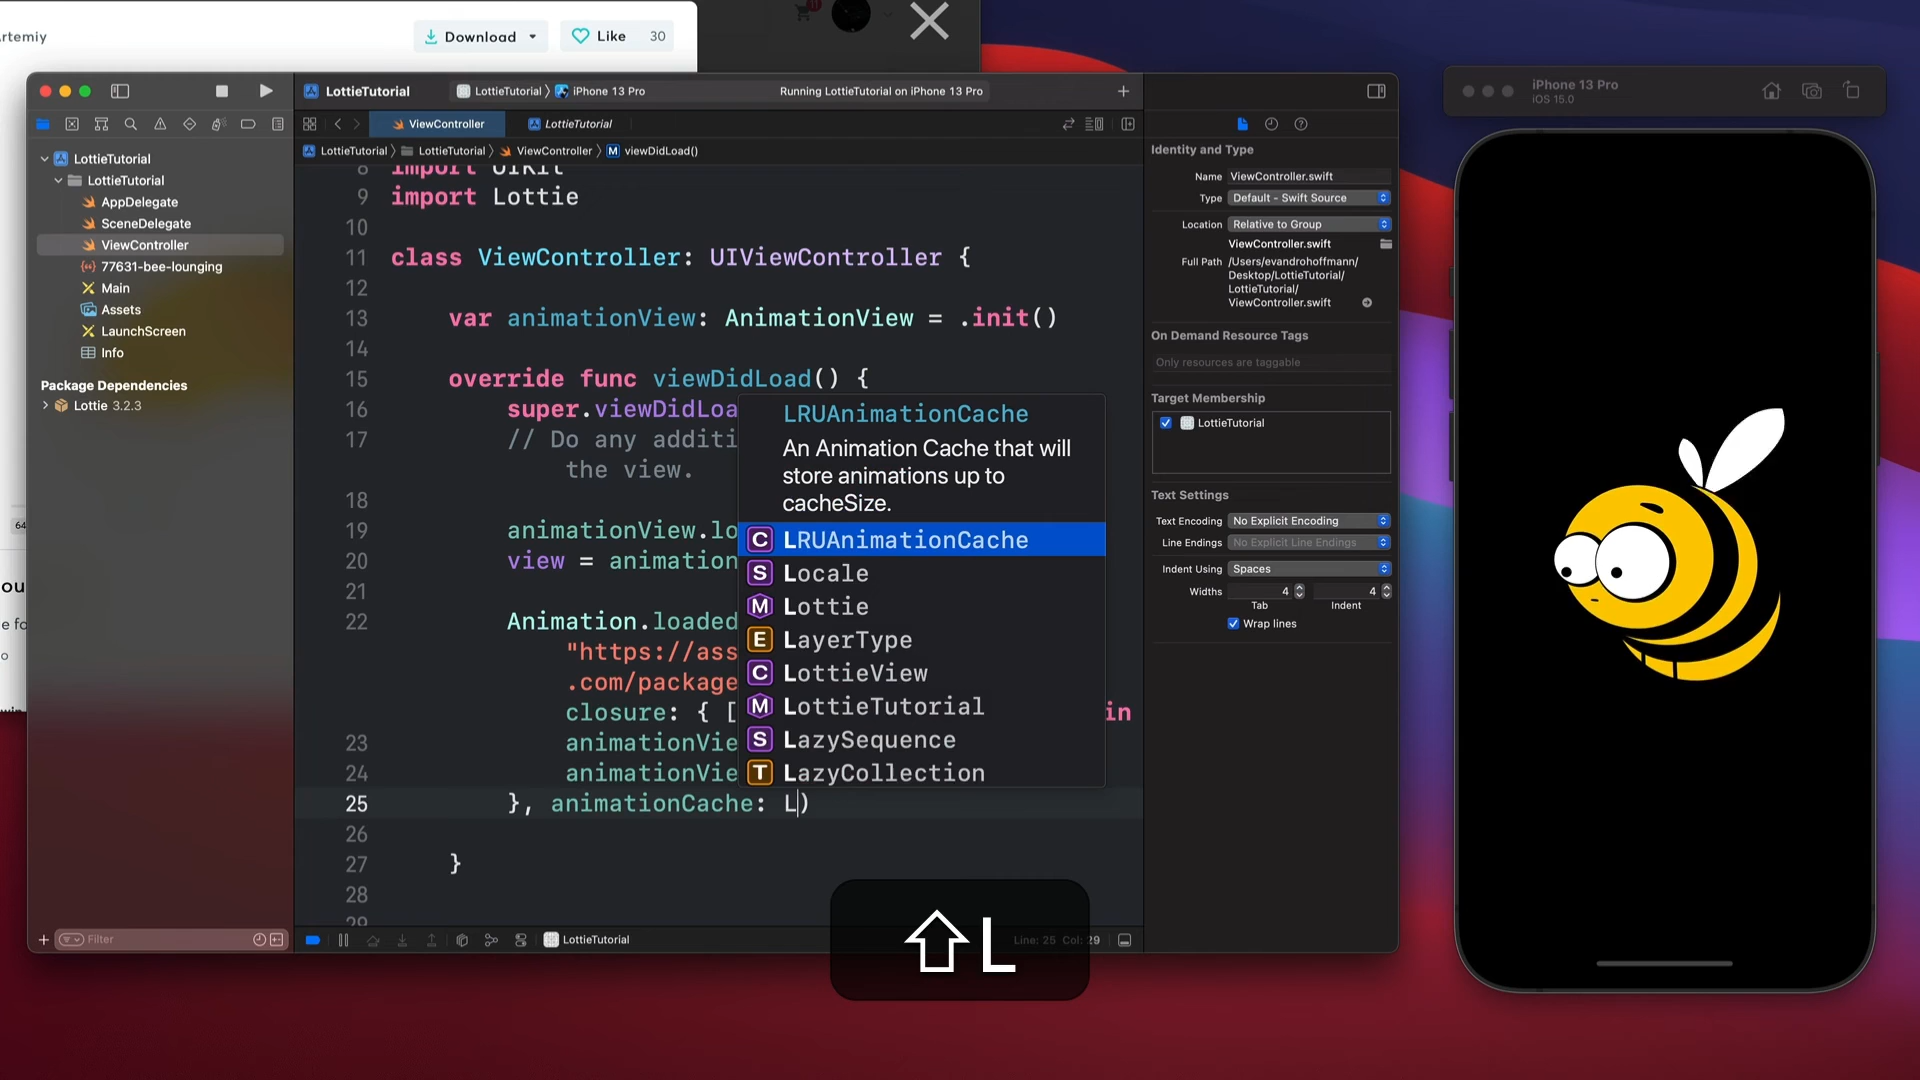 rtemiy
Download
Like 30
11
LottieTutorial
LottieTutorial
iPhone 13 Pro
Running LottieTutorial on iPhone 13 Pro
ViewController
LottieTutorial
LottieTutorial
LottieTutorial
ViewController
M viewDidLoad()
LottieTutorial
LottieTutorial
AppDelegate
SceneDelegate
ViewController
77631-bee-lounging
Main
Assets
LaunchScreen
Info
Package Dependencies
Lottie 3.2.3
Filter
64
ou
e fo
o
8 import UIKit
9 import Lottie
10
11 class ViewController: UIViewController {
12
13 var animationView: AnimationView = .init()
14
15 override func viewDidLoad() {
16 super.viewDidLoa
17 // Do any additi
the view.
18
19 animationView.lo
20 view = animation
21
22 Animation.loaded
"https://ass
.com/package
closure: { [ in
23 animationVie
24 animationVie
25 }, animationCache: L)
26
27 }
28
29
LRUAnimationCache
An Animation Cache that will
store animations up to
cacheSize.
C LRUAnimationCache
S Locale
M Lottie
E LayerType
C LottieView
M LottieTutorial
S LazySequence
T LazyCollection
LottieTutorial
Line: 25 Col: 29
L
Identity and Type
Name ViewController.swift
Type Default - Swift Source
Location Relative to Group
ViewController.swift
Full Path /Users/evandrohoffmann/
Desktop/LottieTutorial/
LottieTutorial/
ViewController.swift
On Demand Resource Tags
Only resources are taggable
Target Membership
LottieTutorial
Text Settings
Text Encoding No Explicit Encoding
Line Endings No Explicit Line Endings
Indent Using Spaces
Widths 4 4
Tab Indent
Wrap lines
iPhone 13 Pro
iOS 15.0